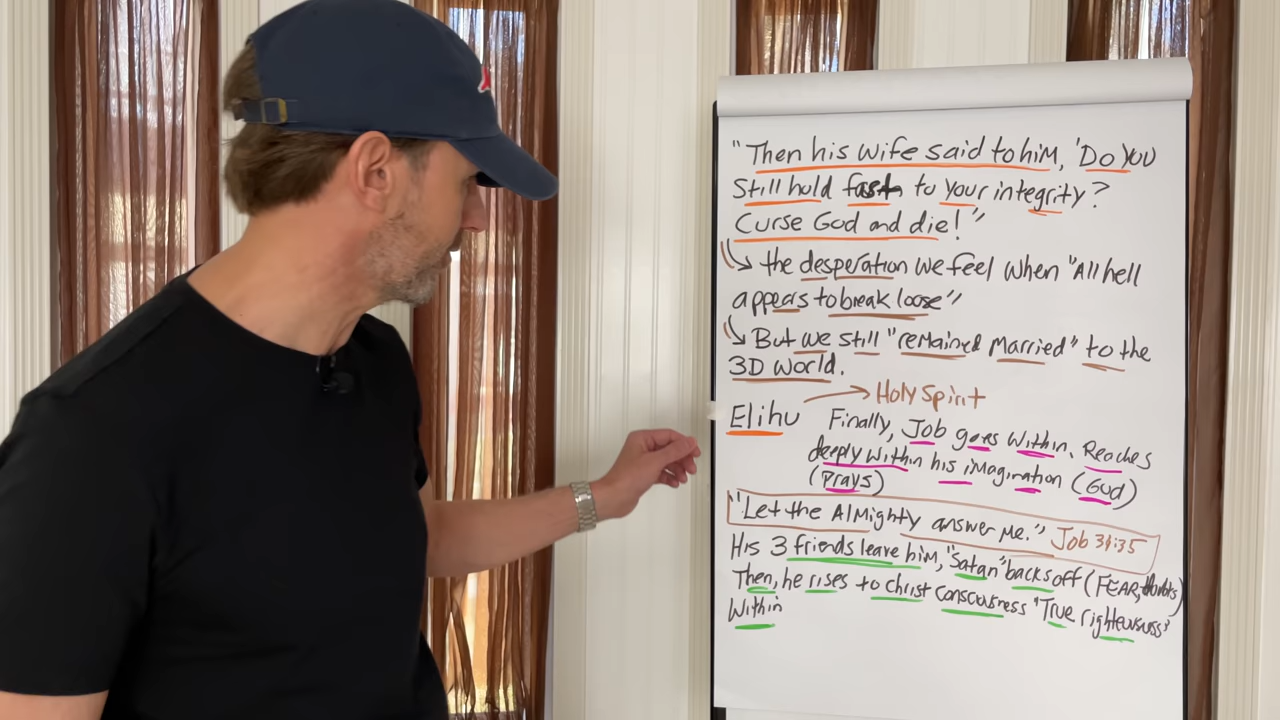 "Then his wife said to him, 'Do you
still hold fast to your integrity?
Curse God and die!'"
the desperation we feel when "All hell
appears to break loose"
But we still "remained married" to the
3D world.
Holy Spirit
Elihu Finally, Job goes within. Reaches
deeply within his imagination (God)
(Prays)
"Let the Almighty answer me." Job 31:35
His 3 friends leave him, "Satan" backs off (FEAR, doubts)
Then, he rises to christ consciousness "True righteousness"
Within